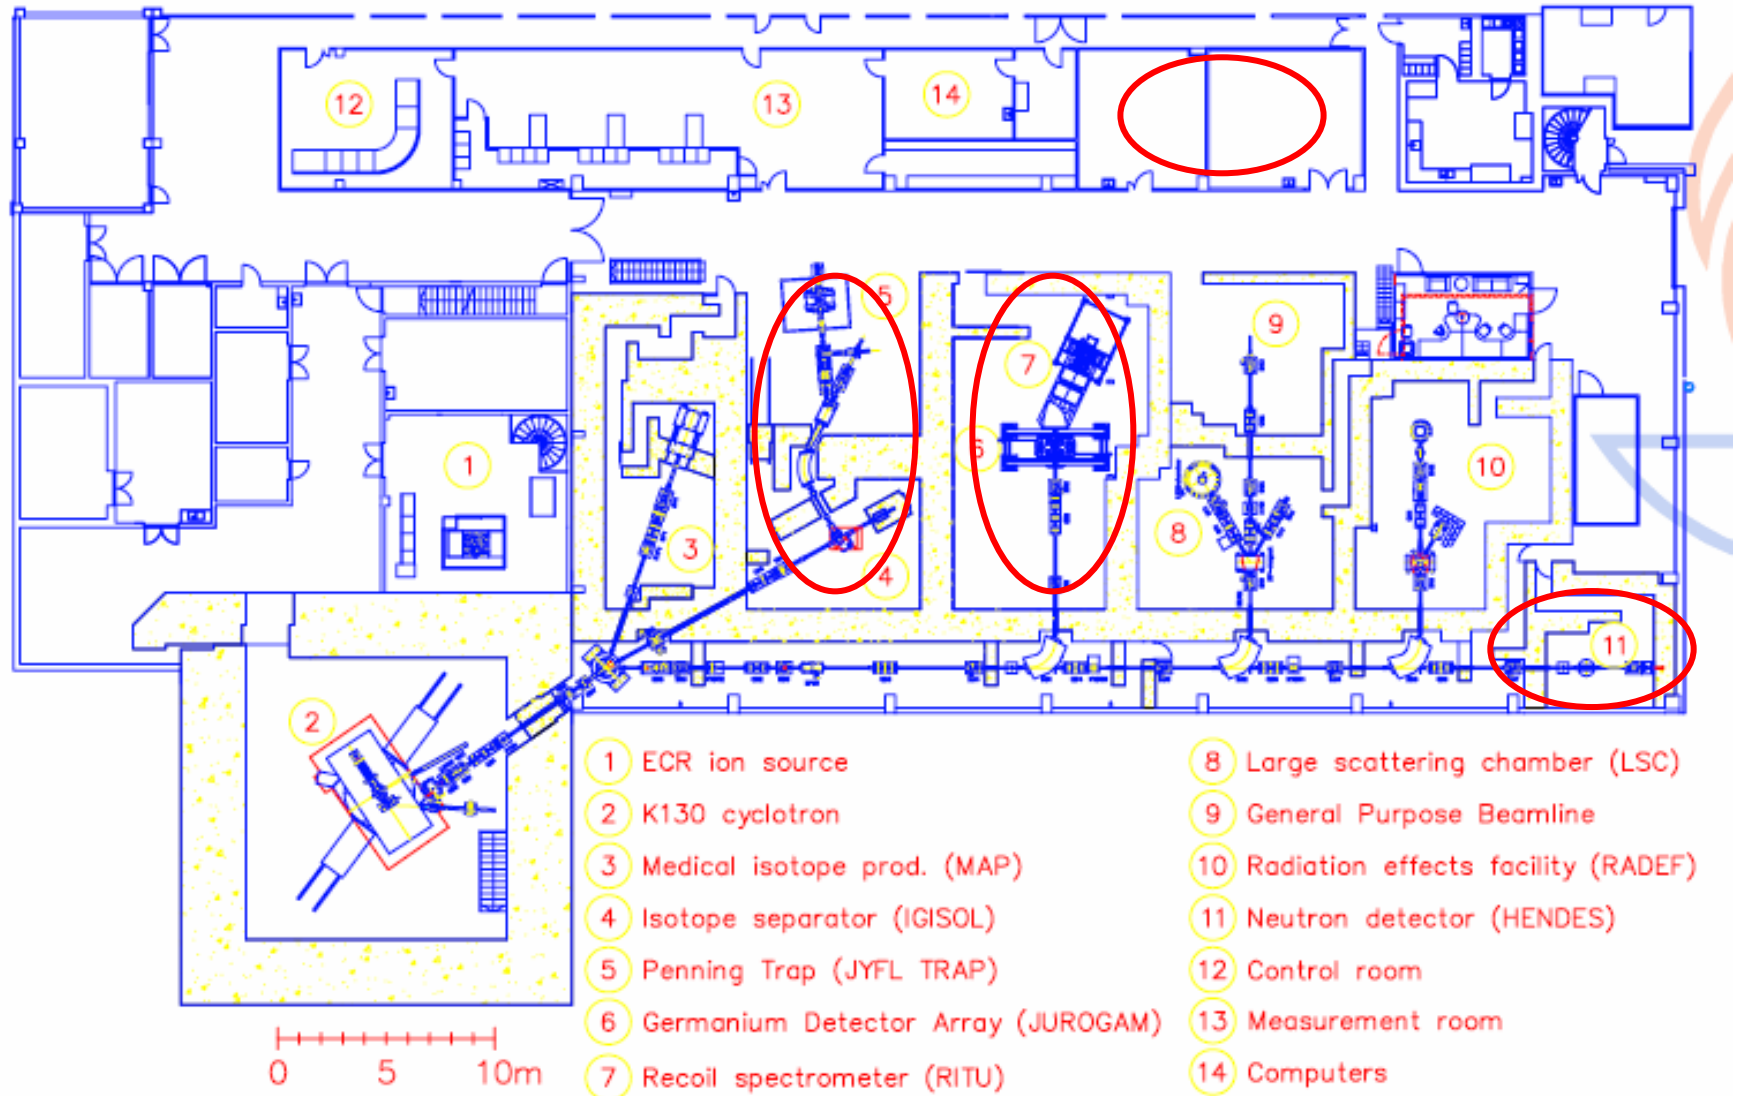 12
13
14
5
9
7
6
1
10
3
8
4
11
2
1 ECR ion source
2 K130 cyclotron
3 Medical isotope prod. (MAP)
4 Isotope separator (IGISOL)
5 Penning Trap (JYFL TRAP)
6 Germanium Detector Array (JUROGAM)
7 Recoil spectrometer (RITU)
8 Large scattering chamber (LSC)
9 General Purpose Beamline
10 Radiation effects facility (RADEF)
11 Neutron detector (HENDES)
12 Control room
13 Measurement room
14 Computers
0 5 10m